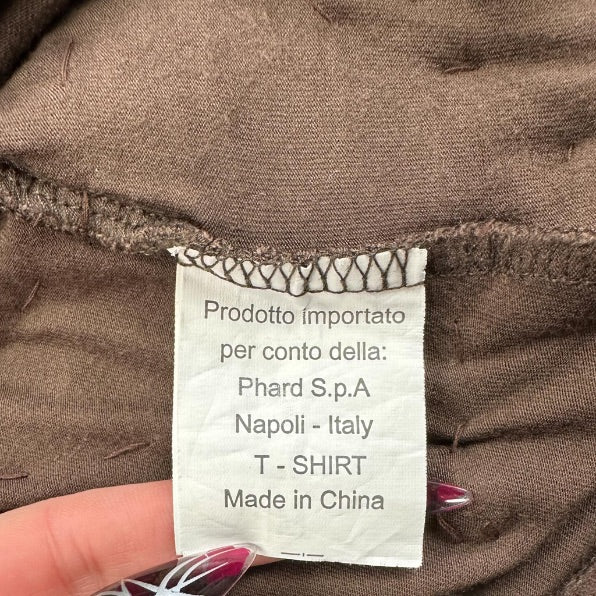 Prodotto importato
per conto della:
Phard S.p.A
Napoli - Italy
T - SHIRT
Made in China